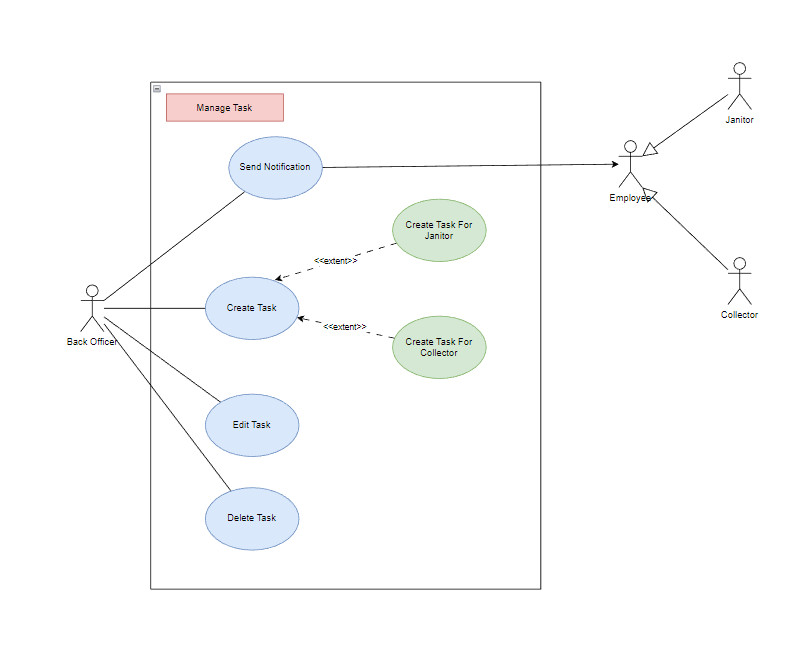 Manage Task
Janitor
Send Notification
Employee
Create Task For
Janitor
<<extent>>
Create Task
Collector
<<extent>>
Back Officer
Create Task For
Collector
Edit Task
Delete Task